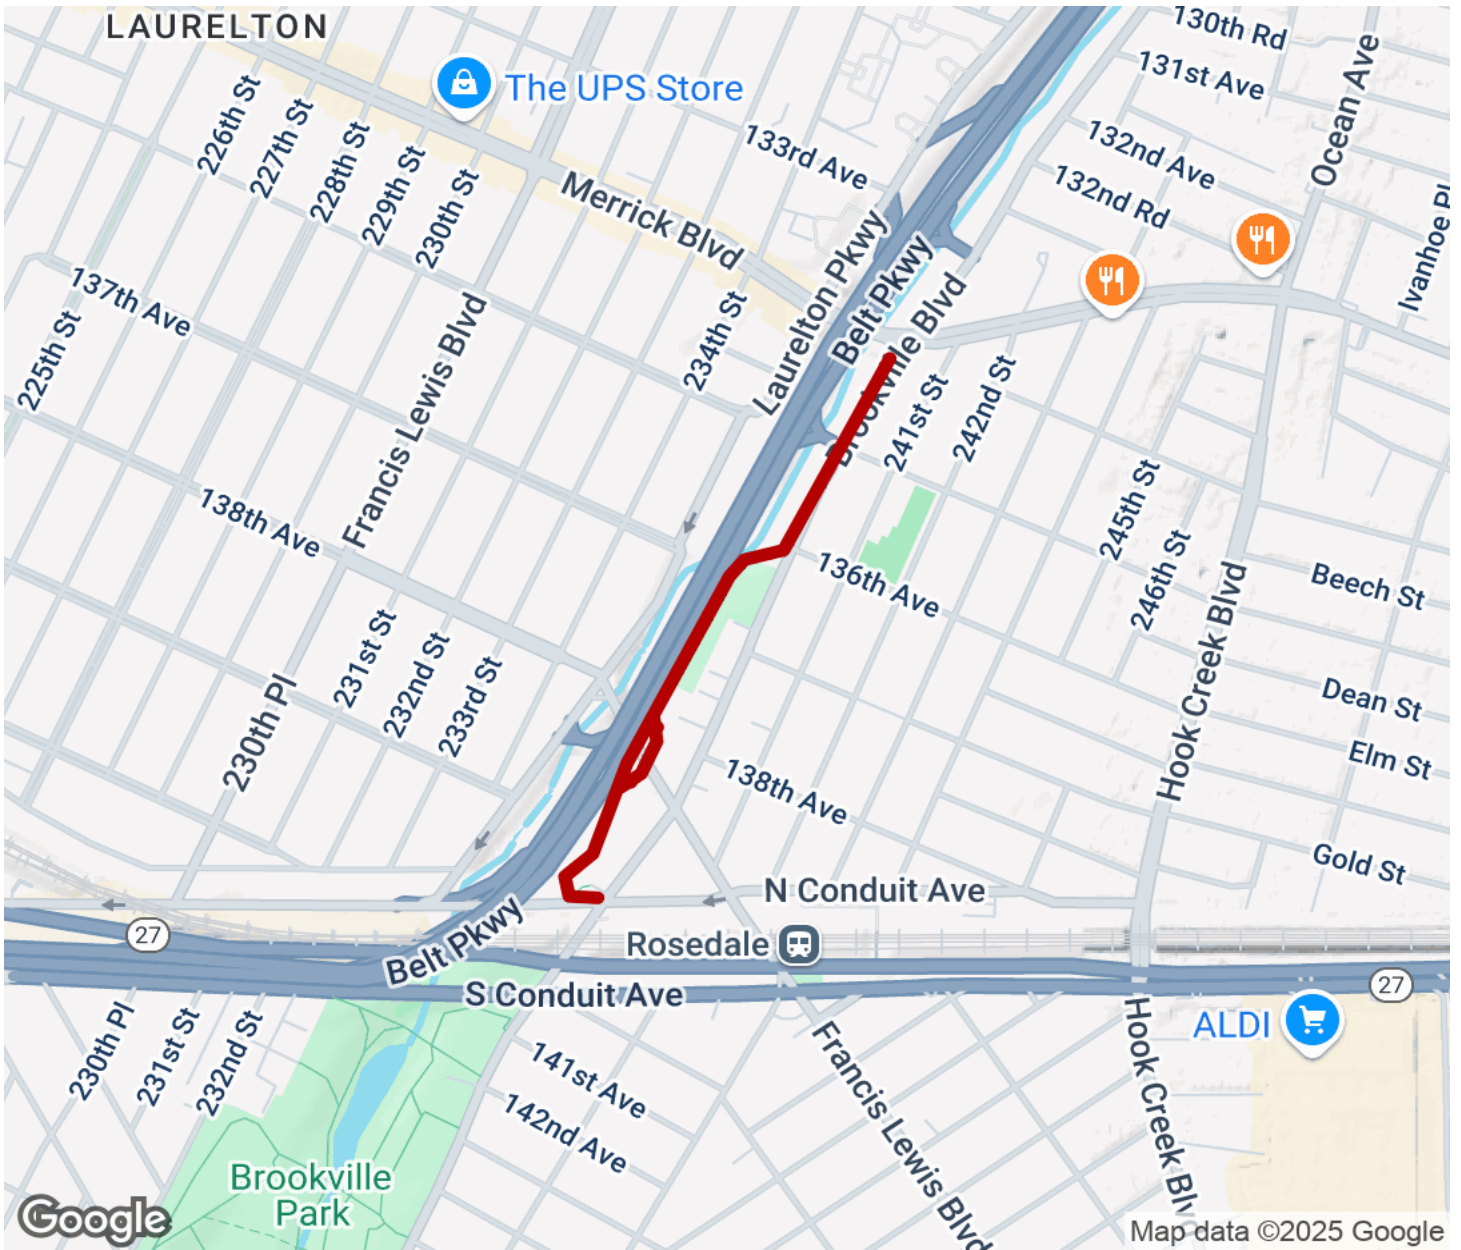 LAURELTON
130th Rd
The UPS Store
131st Ave
Ocean Ave
226th St
227th St
228th St
229th St
230th St
133rd Ave
132nd Ave
132nd Rd
Merrick Blvd
Laurelton Pkwy
Belt Pkwy
Brookville Blvd
Ivanhoe Pl
137th Ave
225th St
Francis Lewis Blvd
234th St
241st St
242nd St
138th Ave
245th St
246th St
136th Ave
Beech St
Hook Creek Blvd
231st St
232nd St
233rd St
230th Pl
Dean St
Elm St
138th Ave
Gold St
N Conduit Ave
27
Belt Pkwy
Rosedale
S Conduit Ave
27
230th Pl
231st St
232nd St
141st Ave
142nd Ave
Francis Lewis Blvd
Hook Creek Blv
ALDI
Brookville
Park
Google
Map data ©2025 Google